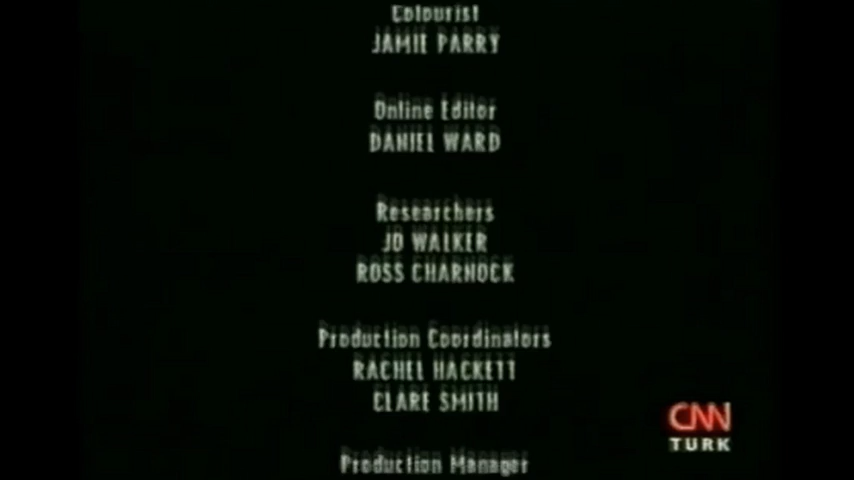 Colourist
JAMIE PARRY
Online Editor
DANIEL WARD
Researchers
JO WALKER
ROSS CHARNOCK
Production Coordinators
RACHEL HACKETT
CLARE SMITH
Production Manager
CNN
TURK